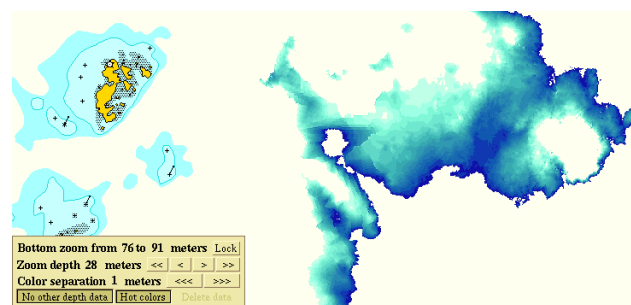 Bottom zoom from 76 to 91 meters Lock
Zoom depth 28 meters << < > >>
Color separation 1 meters <<< >>>
No other depth data Hot colors Delete data